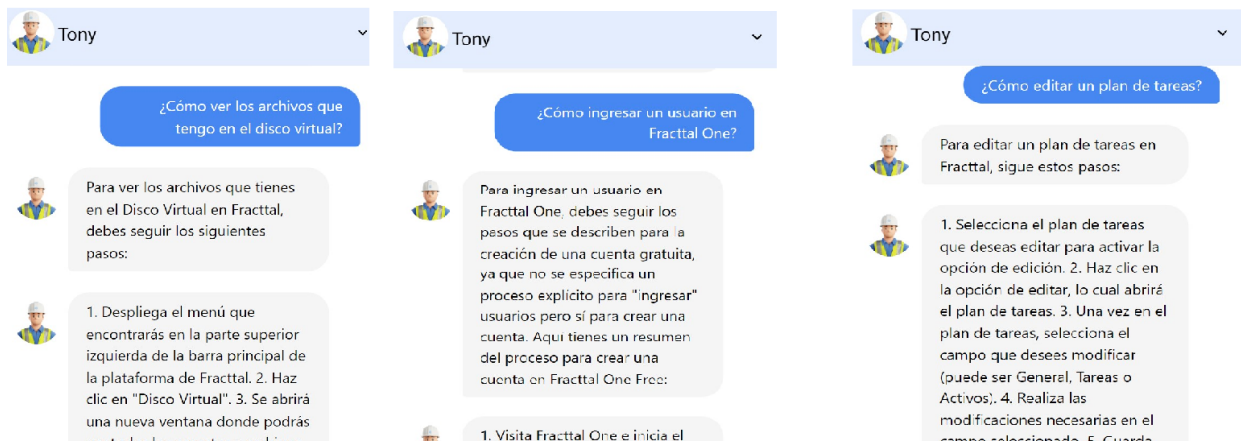 Tony
¿Cómo ver los archivos que
tengo en el disco virtual?
Para ver los archivos que tienes
en el Disco Virtual en Fracttal,
debes seguir los siguientes
pasos:
1. Despliega el menú que
encontrarás en la parte superior
izquierda de la barra principal de
la plataforma de Fracttal. 2. Haz
clic en "Disco Virtual". 3. Se abrirá
una nueva ventana donde podrás
Tony
¿Cómo ingresar un usuario en
Fracttal One?
Para ingresar un usuario en
Fracttal One, debes seguir los
pasos que se describen para la
creación de una cuenta gratuita,
ya que no se especifica un
proceso explícito para "ingresar"
usuarios pero sí para crear una
cuenta. Aquí tienes un resumen
del proceso para crear una
cuenta en Fracttal One Free:
1. Visita Fracttal One e inicia el
Tony
¿Cómo editar un plan de tareas?
Para editar un plan de tareas en
Fracttal, sigue estos pasos:
1. Selecciona el plan de tareas
que deseas editar para activar la
opción de edición. 2. Haz clic en
la opción de editar, lo cual abrirá
el plan de tareas. 3. Una vez en el
plan de tareas, selecciona el
campo que desees modificar
(puede ser General, Tareas o
Activos). 4. Realiza las
modificaciones necesarias en el
campo seleccionado. 5. Guarda